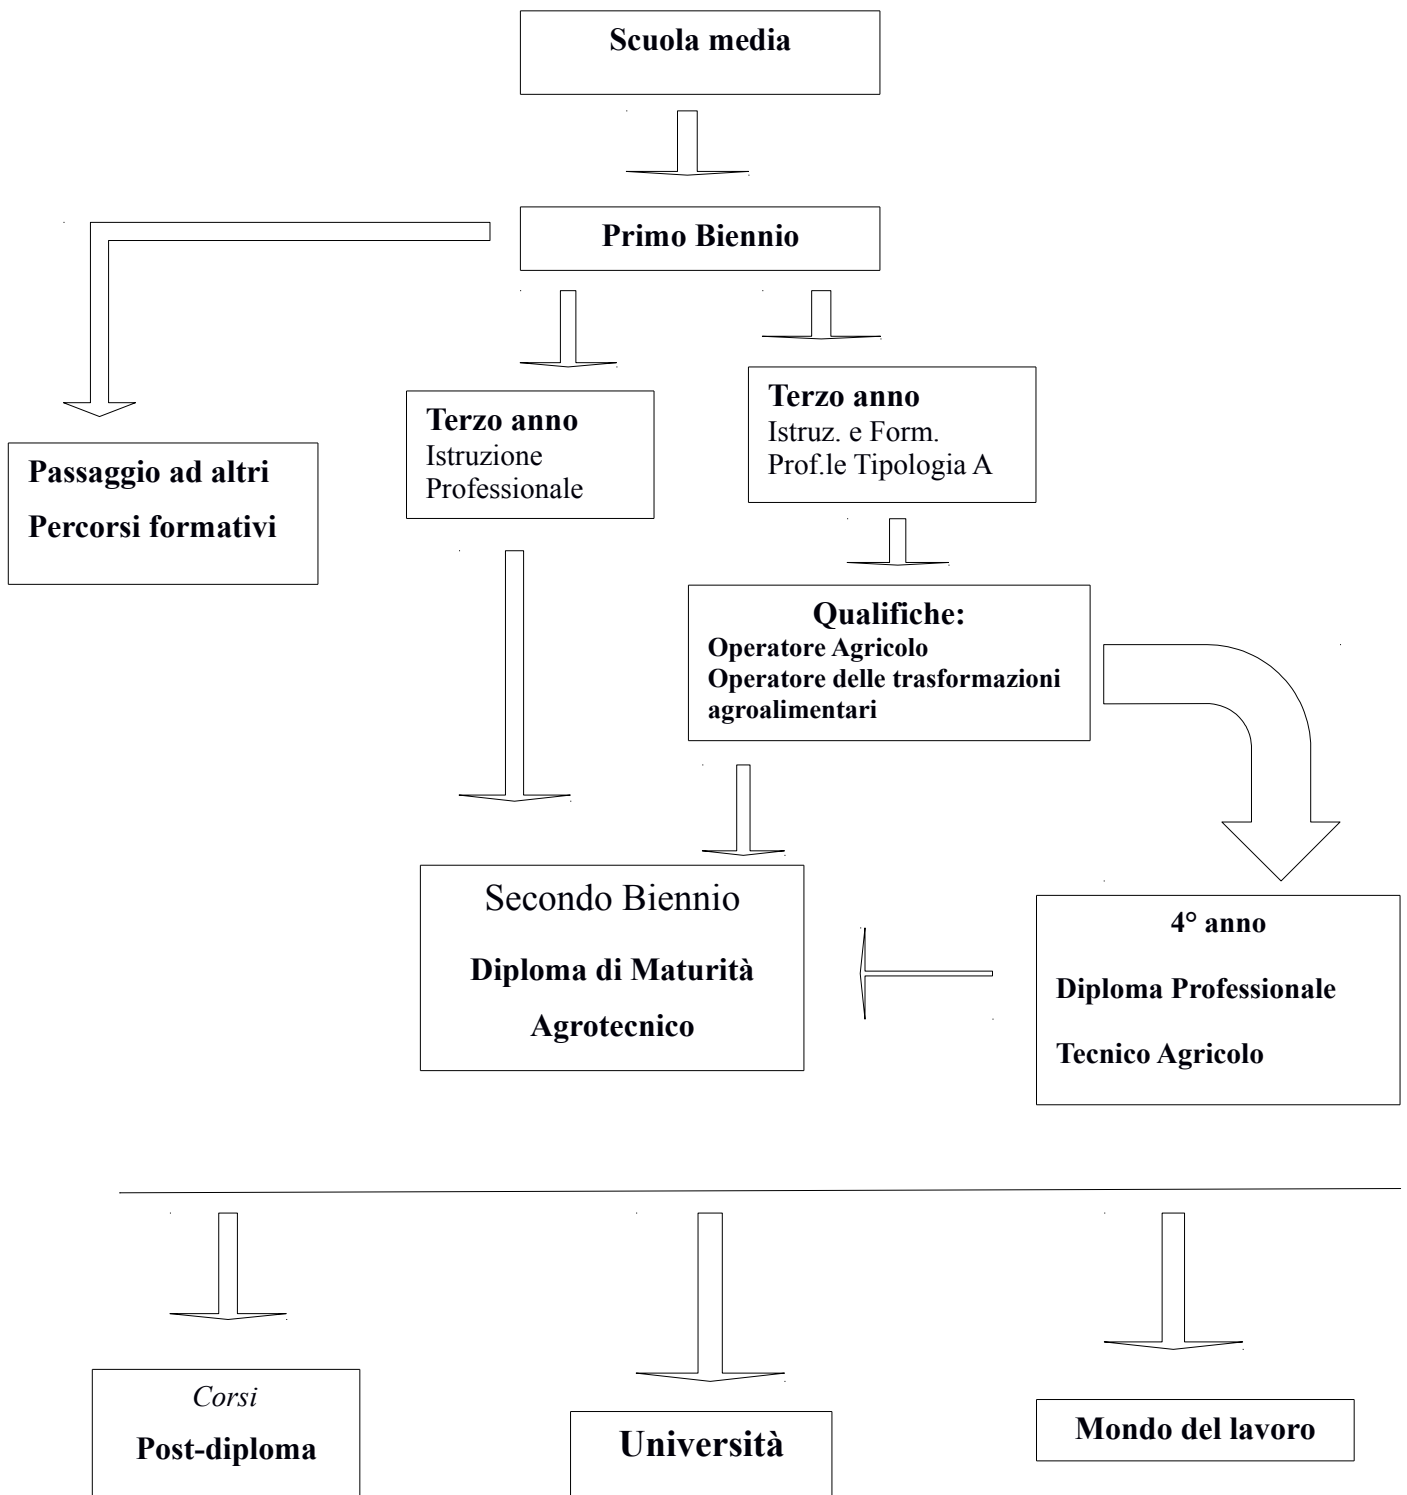 Scuola media
Primo Biennio
Terzo anno
Istruzione
Professionale
Terzo anno
Istruz. e Form.
Prof.le Tipologia A
Passaggio ad altri
Percorsi formativi
Qualifiche:
Operatore Agricolo
Operatore delle trasformazioni
agroalimentari
Secondo Biennio
Diploma di Maturità
Agrotecnico
4° anno
Diploma Professionale
Tecnico Agricolo
Corsi
Post-diploma
Università
Mondo del lavoro